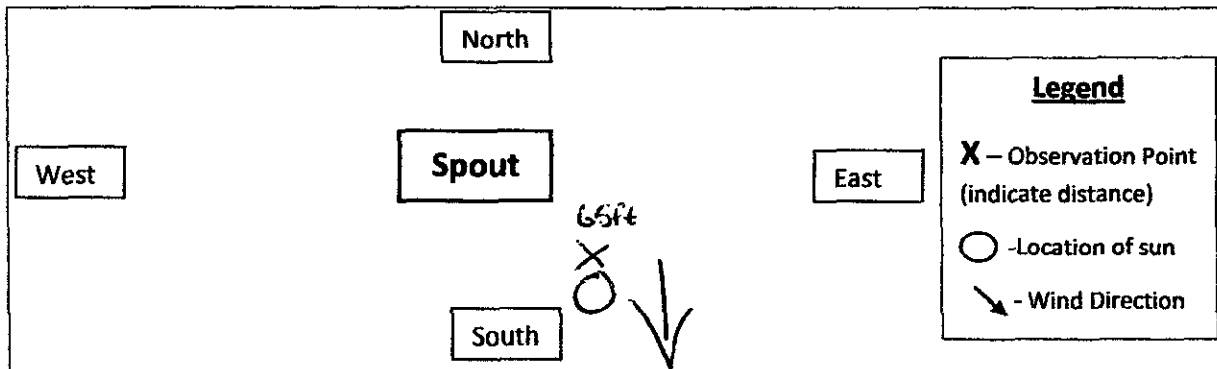 North
Legend
West
Spout
East
X – Observation Point
(indicate distance)
65ft
X
-Location of sun
- Wind Direction
South